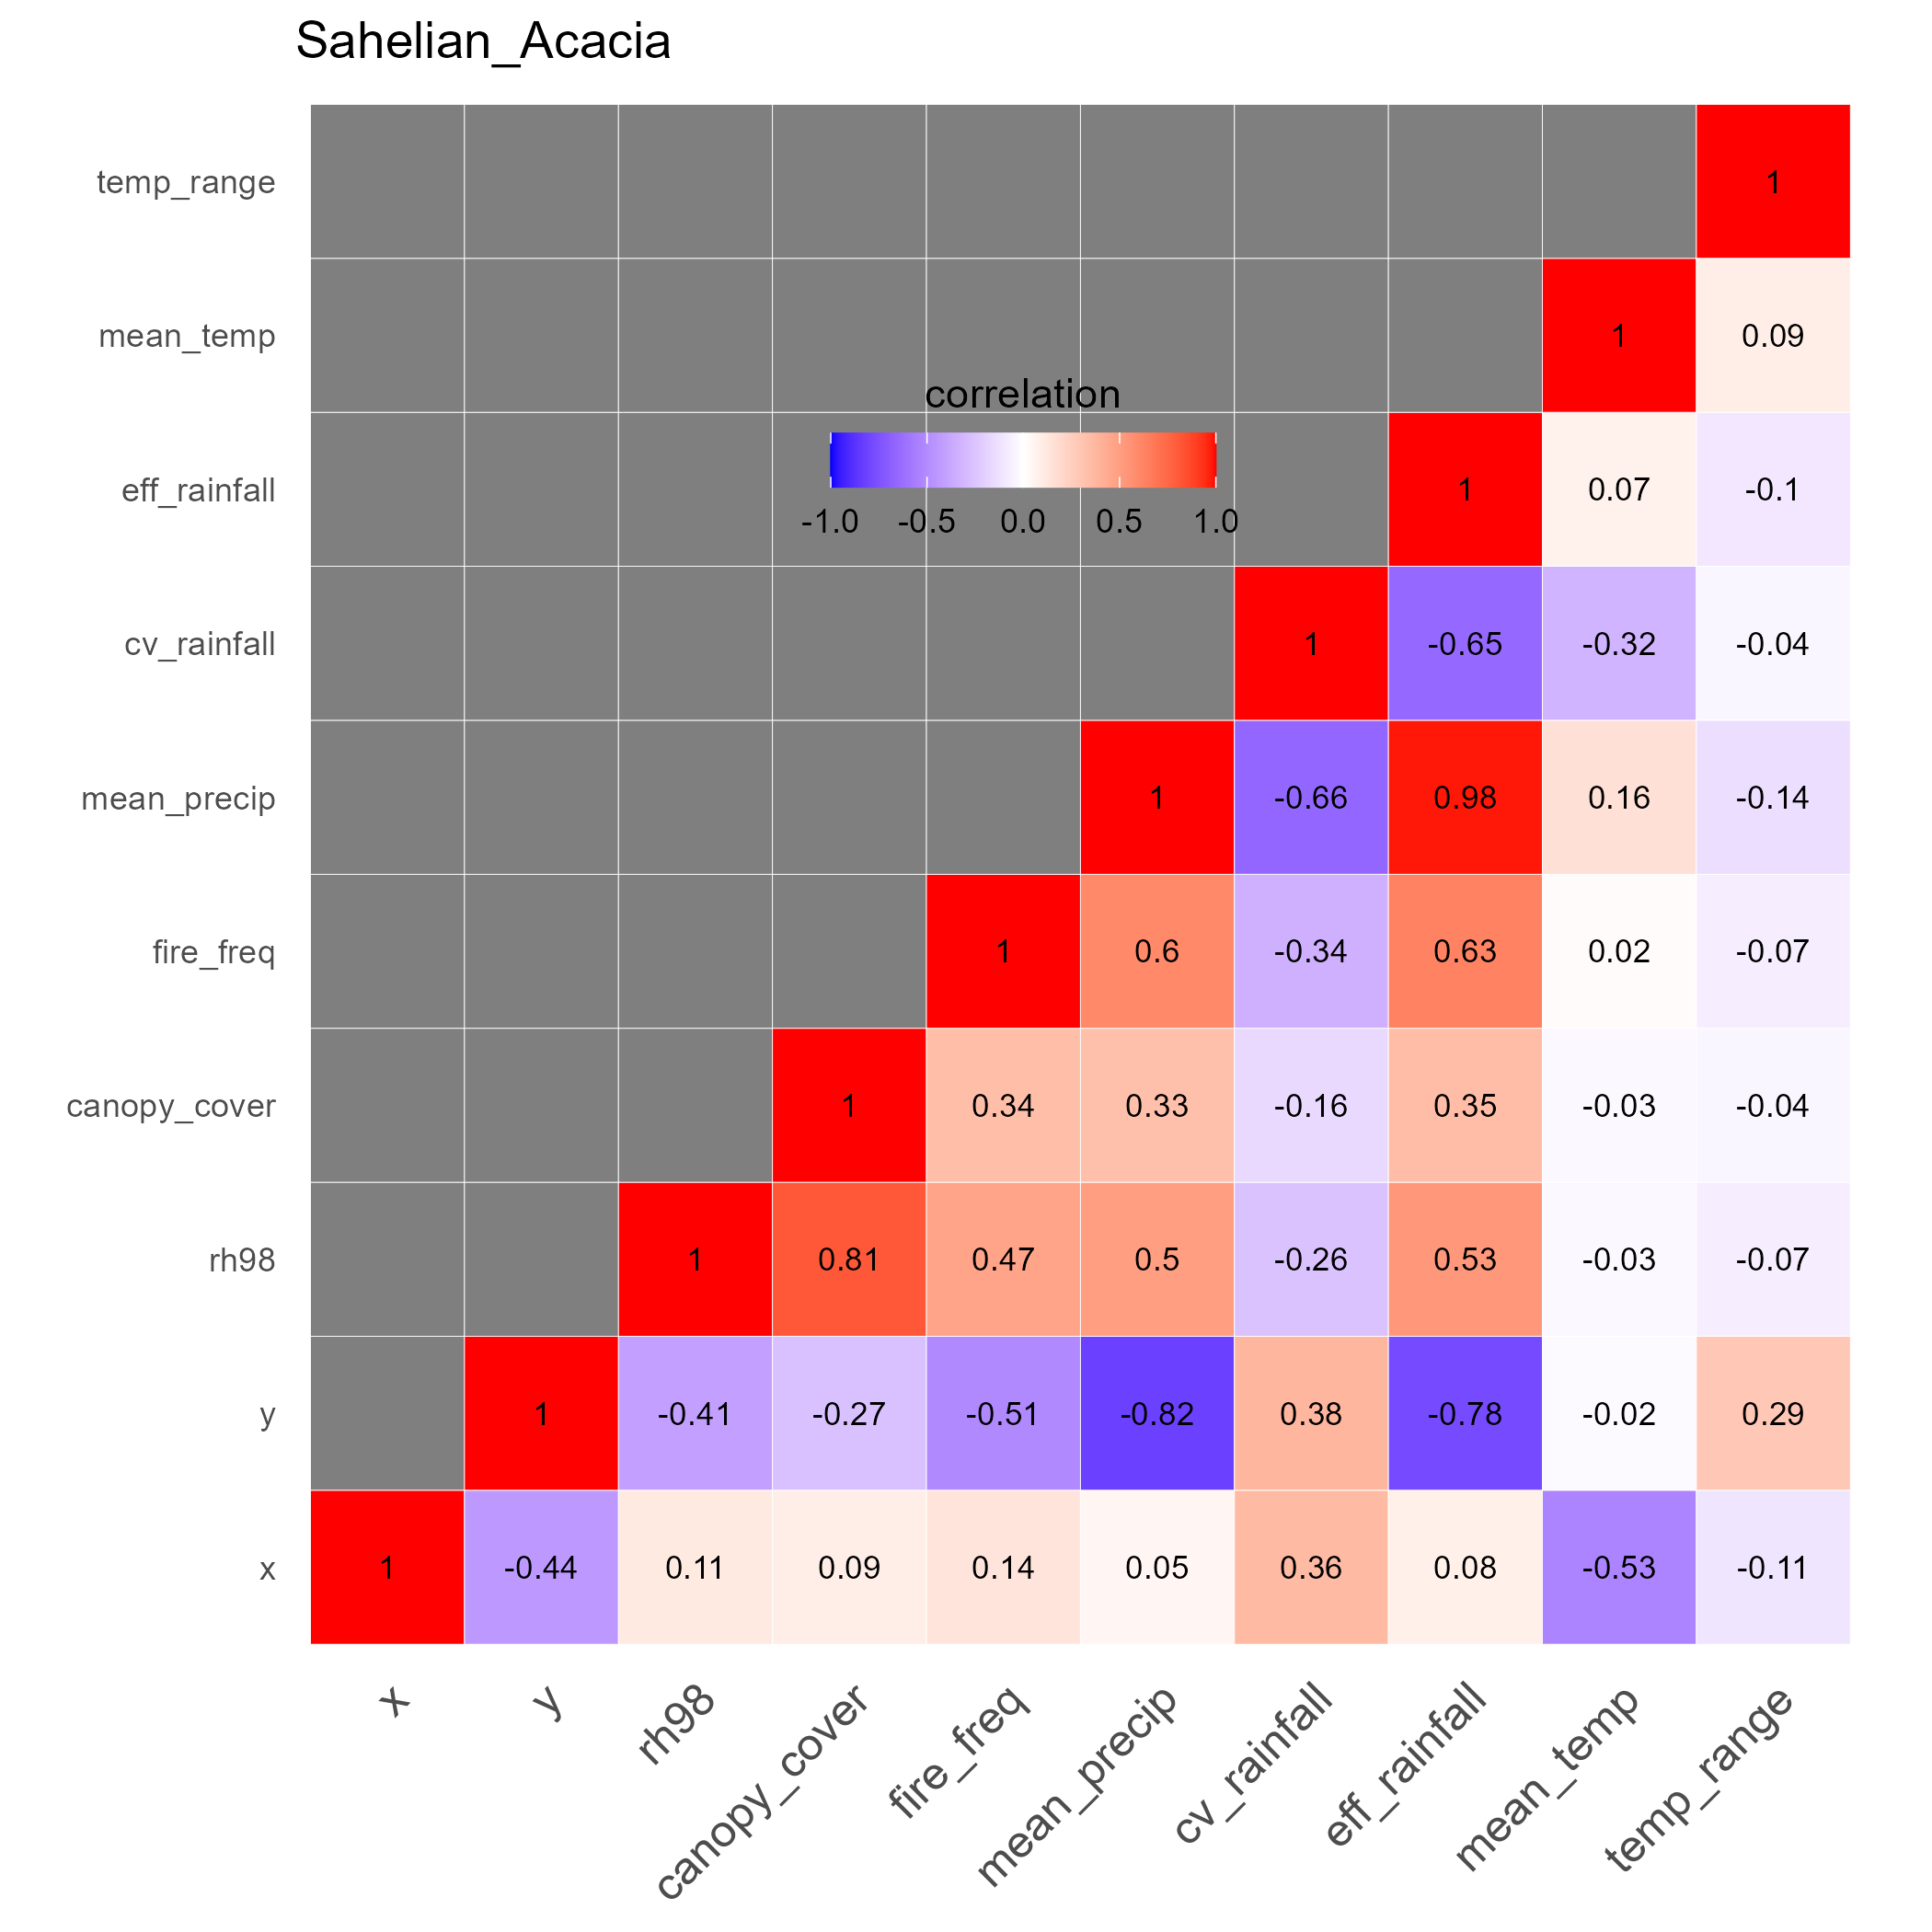 Sahelian_Acacia
temp_range 1
mean_temp 1 0.09
correlation
-1.0 -0.5 0.0 0.5 1.0
eff_rainfall 1 0.07 -0.1
cv_rainfall 1 -0.65 -0.32 -0.04
mean_precip 1 -0.66 0.98 0.16 -0.14
fire_freq 1 0.6 -0.34 0.63 0.02 -0.07
canopy_cover 1 0.34 0.33 -0.16 0.35 -0.03 -0.04
rh98 1 0.81 0.47 0.5 -0.26 0.53 -0.03 -0.07
y 1 -0.41 -0.27 -0.51 -0.82 0.38 -0.78 -0.02 0.29
x 1 -0.44 0.11 0.09 0.14 0.05 0.36 0.08 -0.53 -0.11
x y rh98 canopy_cover fire_freq mean_precip cv_rainfall eff_rainfall mean_temp temp_range